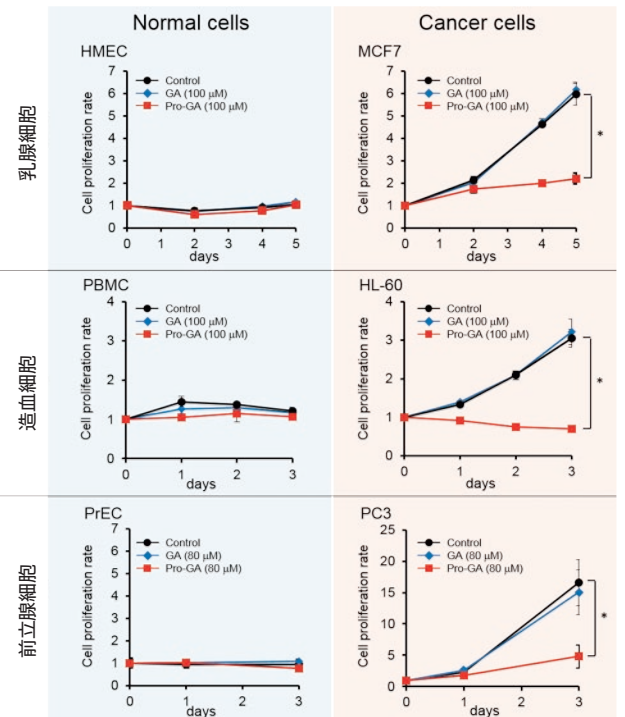 Normal cells
Cancer cells
乳腺細胞
HMEC
Cell proliferation rate
7
6
5
4
3
2
1
0
Control
GA (100 μM)
Pro-GA (100 μM)
0 1 2 3 4 5
days
MCF7
Cell proliferation rate
7
6
5
4
3
2
1
0
Control
GA (100 μM)
Pro-GA (100 μM)
*
0 1 2 3 4 5
days
造血細胞
PBMC
Cell proliferation rate
4
3
2
1
0
Control
GA (100 μM)
Pro-GA (100 μM)
0 1 2 3
days
HL-60
Cell proliferation rate
4
3
2
1
0
Control
GA (100 μM)
Pro-GA (100 μM)
*
0 1 2 3
days
前立腺細胞
PrEC
Cell proliferation rate
7
6
5
4
3
2
1
0
Control
GA (80 μM)
Pro-GA (80 μM)
0 1 2 3
days
PC3
Cell proliferation rate
25
20
15
10
5
0
Control
GA (80 μM)
Pro-GA (80 μM)
*
0 1 2 3
days